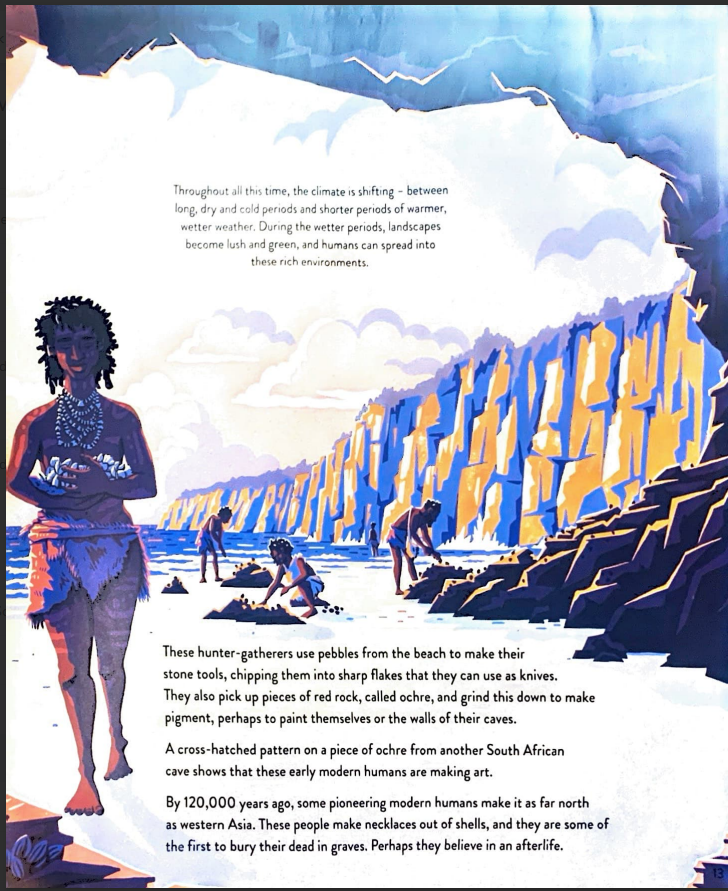 Throughout all this time, the climate is shifting – between
long, dry and cold periods and shorter periods of warmer,
wetter weather. During the wetter periods, landscapes
become lush and green, and humans can spread into
these rich environments.
These hunter-gatherers use pebbles from the beach to make their
stone tools, chipping them into sharp flakes that they can use as knives.
They also pick up pieces of red rock, called ochre, and grind this down to make
pigment, perhaps to paint themselves or the walls of their caves.
A cross-hatched pattern on a piece of ochre from another South African
cave shows that these early modern humans are making art.
By 120,000 years ago, some pioneering modern humans make it as far north
as western Asia. These people make necklaces out of shells, and they are some of
the first to bury their dead in graves. Perhaps they believe in an afterlife.
13